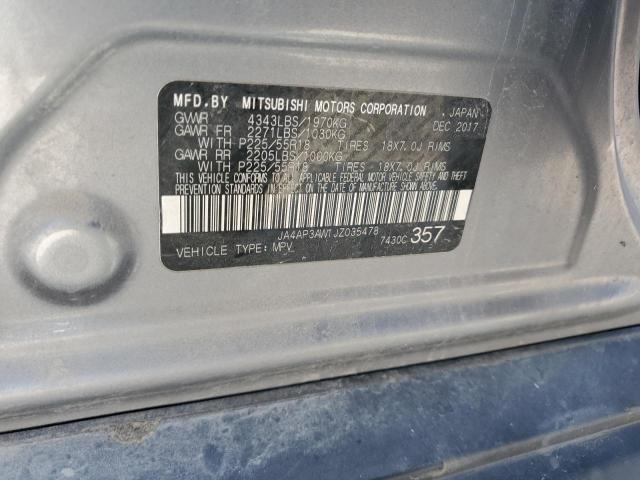 MFD. BY MITSUBISHI MOTORS CORPORATION , JAPAN
GVWR 4343LBS/1970KG DEC 2017
GAWR FR 2271LBS/1030KG
WITH P225/55R18 TIRES 18X7.0J RIMS
GAWR RR 2205LBS/1000KG
WITH P225/55R18 TIRES 18X7.0J RIMS
THIS VEHICLE CONFORMS TO ALL APPLICABLE FEDERAL MOTOR VEHICLE SAFETY AND THEFT
PREVENTION STANDARDS IN EFFECT ON THE DATE OF MANUFACTURE SHOWN ABOVE.
JA4AP3AW1JZ035478
VEHICLE TYPE: MPV 7430C 357